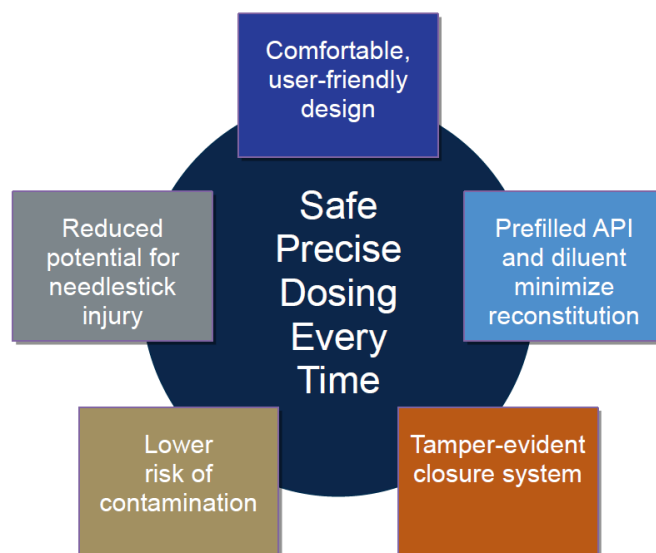 Comfortable,
user-friendly
design
Safe
Precise
Dosing
Every
Time
Reduced
potential for
needlestick
injury
Prefilled API
and diluent
minimize
reconstitution
Lower
risk of
contamination
Tamper-evident
closure system